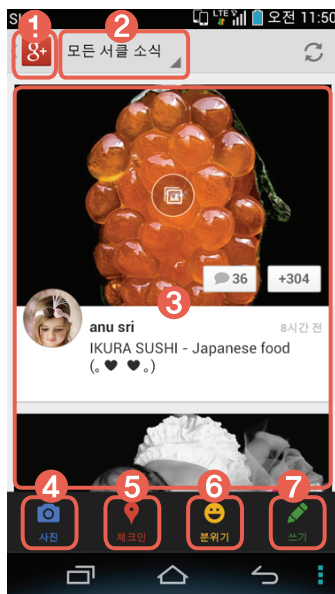 SK
LTE
오전 11:50
1
2
g+
모든 서클 소식
36
+304
3
anu sri
8시간 전
IKURA SUSHI - Japanese food
(｡♥ ♥｡)
4
5
6
7
사진
체크인
분위기
쓰기